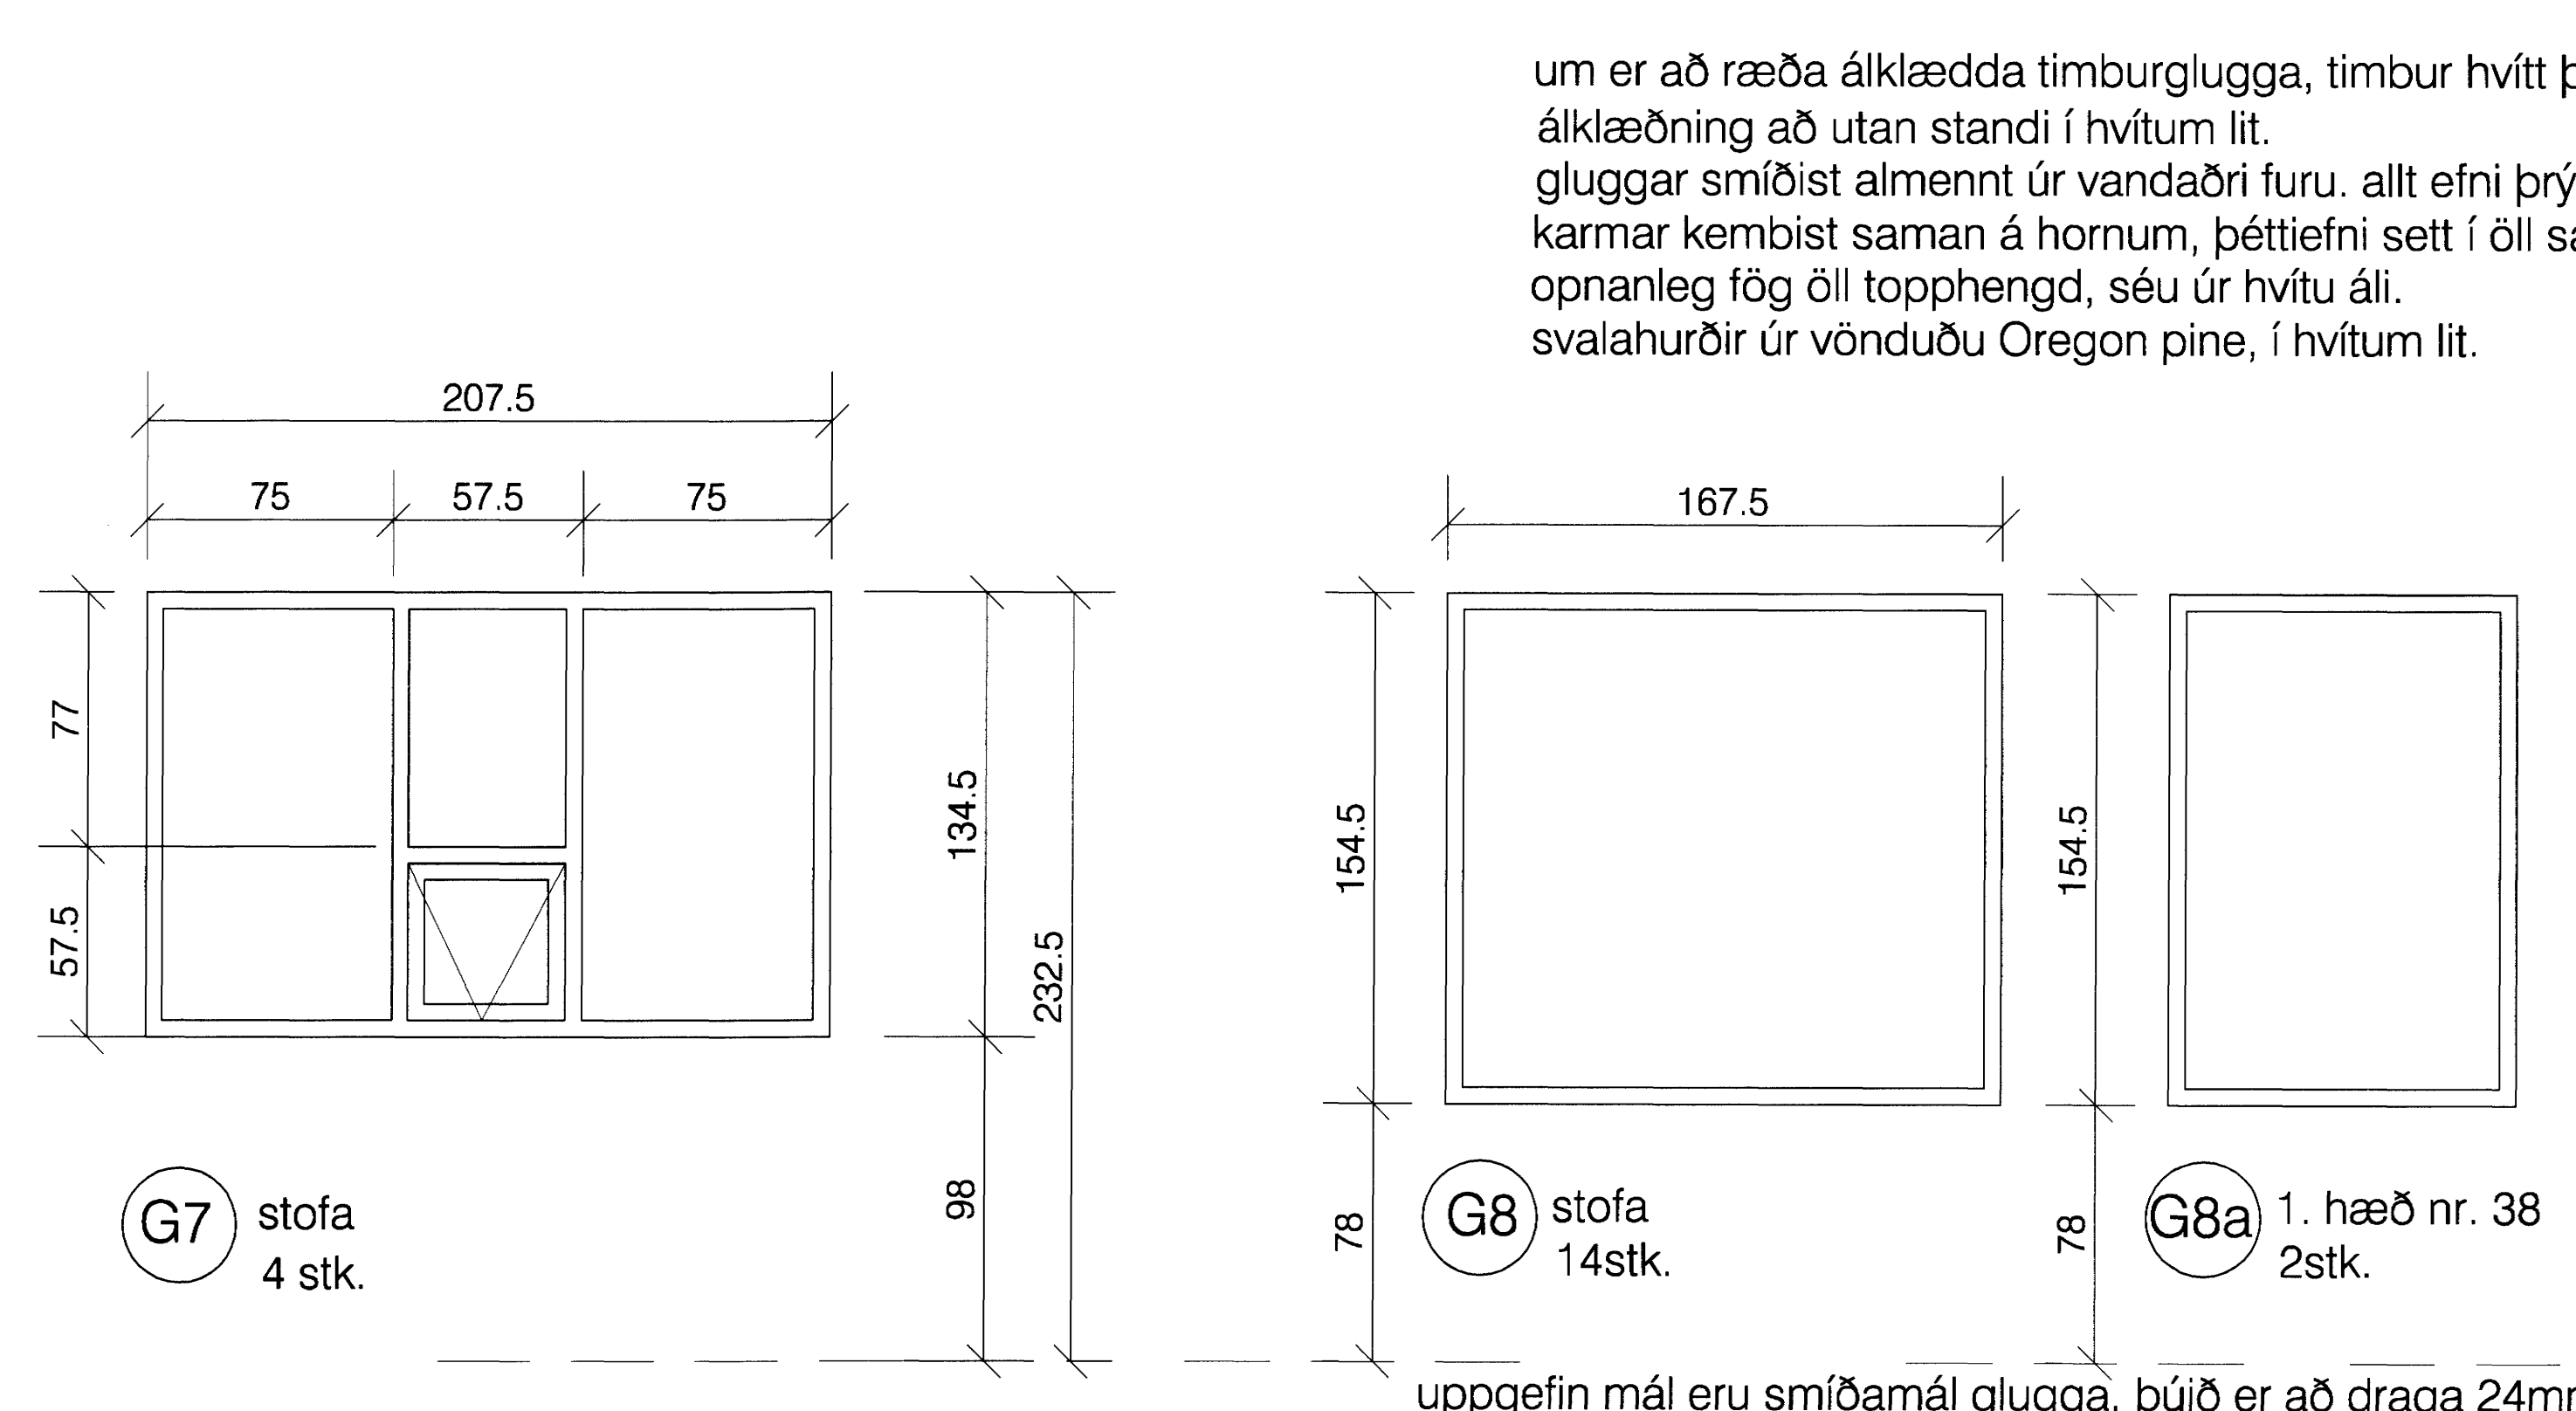 um er að ræða álklædda timburglugga, timbur hvítt
álklæðning að utan standi í hvítum lit.
gluggar smíðist almennt úr vandaðri furu. allt efni
karmar kembist saman á hornum, þéttiefni sett í öll
opnanleg fög öll topphengd, séu úr hvítu áli.
svalahurðir úr vönduðu Oregon pine, í hvítum lit.
207.5
75 57.5 75
77
57.5
134.5
232.5
98
G7 stofa
4 stk.
167.5
154.5
78
G8 stofa
14stk.
154.5
78
G8a 1. hæð nr. 38
2stk.
uppgefin mál eru smíðamál glugga, búið er að draga